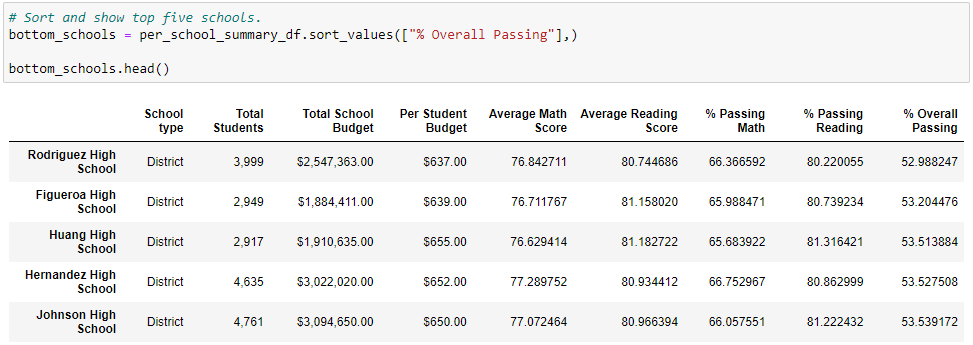 # Sort and show top five schools.
bottom_schools = per_school_summary_df.sort_values(["% Overall Passing"],)
bottom_schools.head()
School type Total Students Total School Budget Per Student Budget Average Math Score Average Reading Score % Passing Math % Passing Reading % Overall Passing
Rodriguez High School District 3,999 $2,547,363.00 $637.00 76.842711 80.744686 66.366592 80.220055 52.988247
Figueroa High School District 2,949 $1,884,411.00 $639.00 76.711767 81.158020 65.988471 80.739234 53.204476
Huang High School District 2,917 $1,910,635.00 $655.00 76.629414 81.182722 65.683922 81.316421 53.513884
Hernandez High School District 4,635 $3,022,020.00 $652.00 77.289752 80.934412 66.752967 80.862999 53.527508
Johnson High School District 4,761 $3,094,650.00 $650.00 77.072464 80.966394 66.057551 81.222432 53.539172